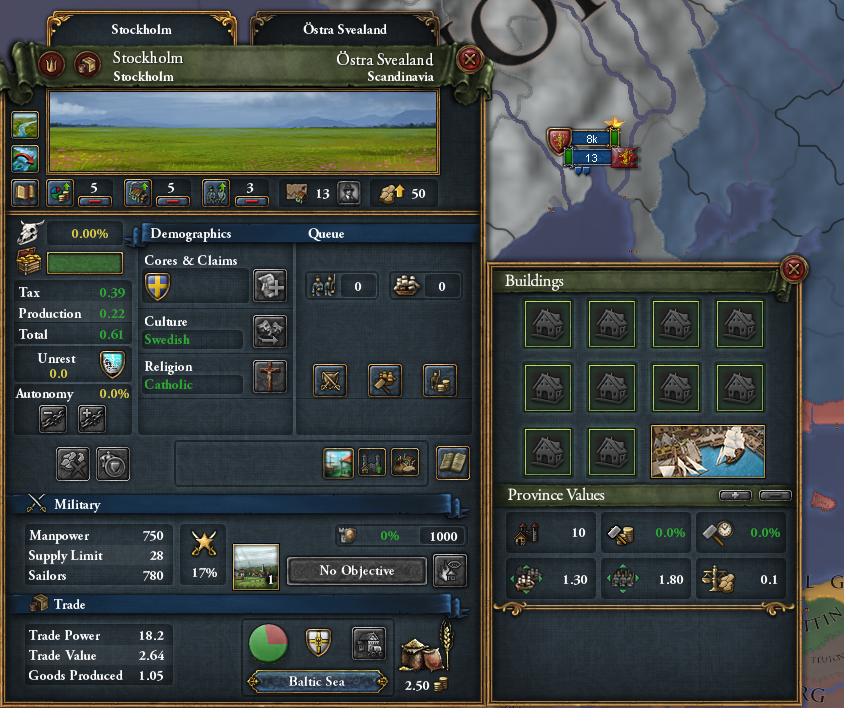 Stockholm
Östra Svealand
Stockholm
Stockholm
Östra Svealand
Scandinavia
5
5
3
13
50
0.00%
Tax 0.39
Production 0.22
Total 0.61
Unrest
0.0
Autonomy 0.0%
Demographics
Cores & Claims
Culture
Swedish
Religion
Catholic
Queue
0
0
Military
Manpower 750
Supply Limit 28
Sailors 780
17%
0%
1000
1
No Objective
Trade
Trade Power 18.2
Trade Value 2.64
Goods Produced 1.05
Baltic Sea
2.50
8k
13
Buildings
Province Values
10
0.0%
0.0%
1.30
1.80
0.1